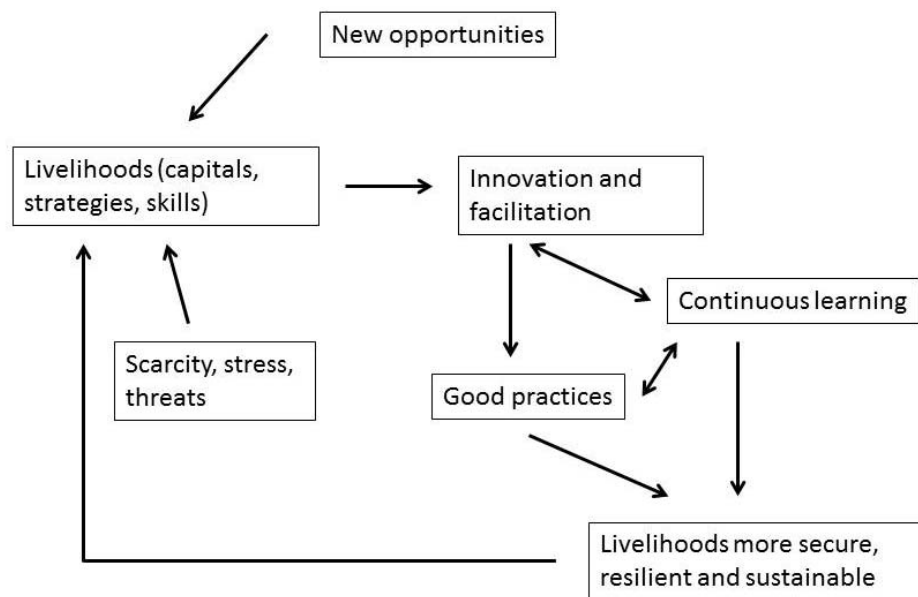 New opportunities
Livelihoods (capitals,
strategies, skills)
Innovation and
facilitation
Continuous learning
Scarcity, stress,
threats
Good practices
Livelihoods more secure,
resilient and sustainable